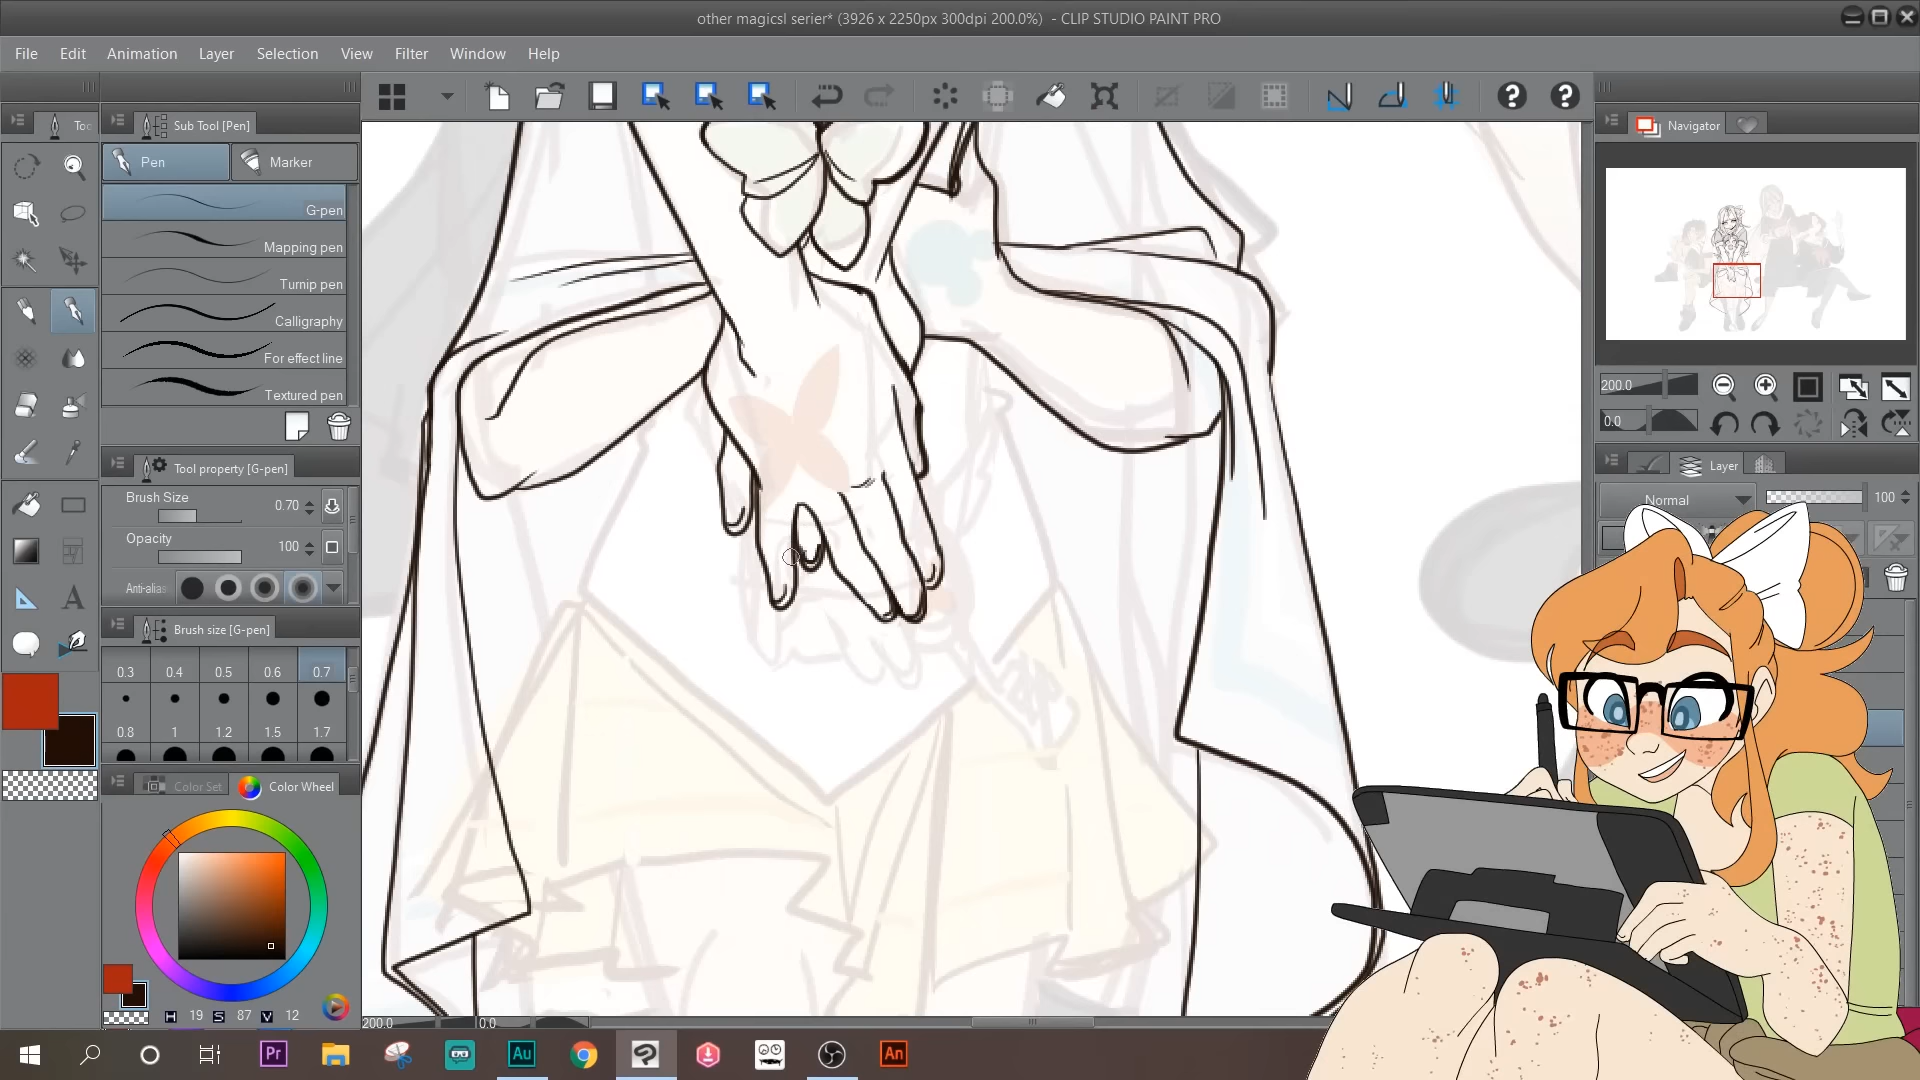 other magicsl serier* (3926 x 2250px 300dpi 200.0%) - CLIP STUDIO PAINT PRO
File Edit Animation Layer Selection View Filter Window Help
Sub Tool [Pen]
Navigator
Pen Marker
G-pen
Mapping pen
Turnip pen
Calligraphy
For effect line
Textured pen
200.0
0.0
Tool property [G-pen]
Layer
Brush Size 0.70
Normal 100
Opacity 100
Anti-alias
Brush size [G-pen]
0.3 0.4 0.5 0.6 0.7
0.8 1 1.2 1.5 1.7
Color Set Color Wheel
H 19 S 87 V 12
200.0 0.0
Pr Au An